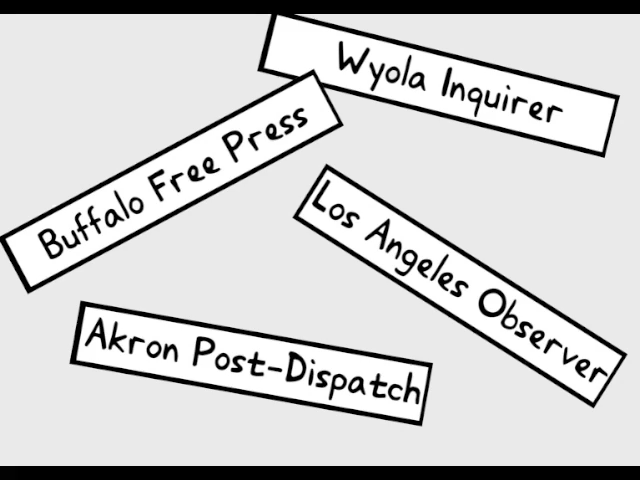 Wyola Inquirer
Buffalo Free Press
Los Angeles Observer
Akron Post-Dispatch